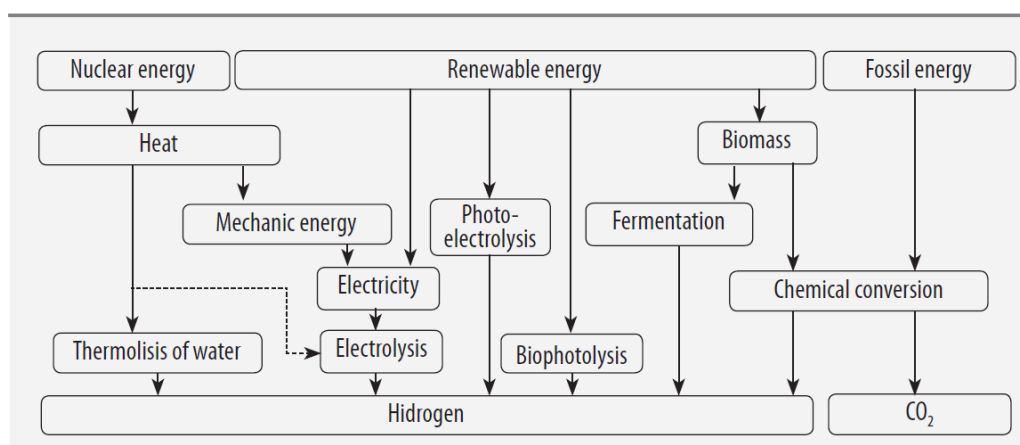 Nuclear energy
Renewable energy
Fossil energy
Heat
Biomass
Mechanic energy
Photo-
electrolysis
Fermentation
Electricity
Chemical conversion
Thermolisis of water
Electrolysis
Biophotolysis
Hidrogen
CO₂